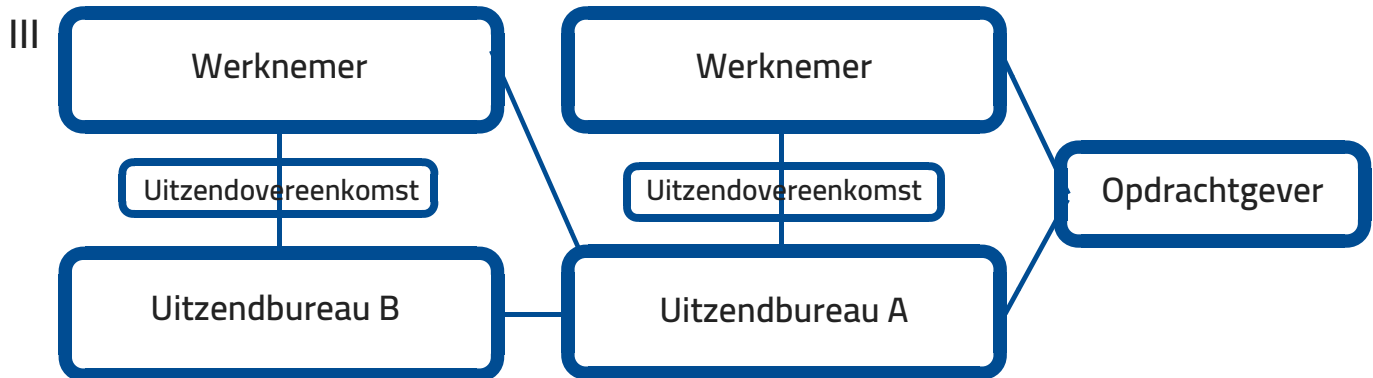 III
Werknemer
Werknemer
Uitzendovereenkomst
Uitzendovereenkomst
Opdrachtgever
Uitzendbureau B
Uitzendbureau A